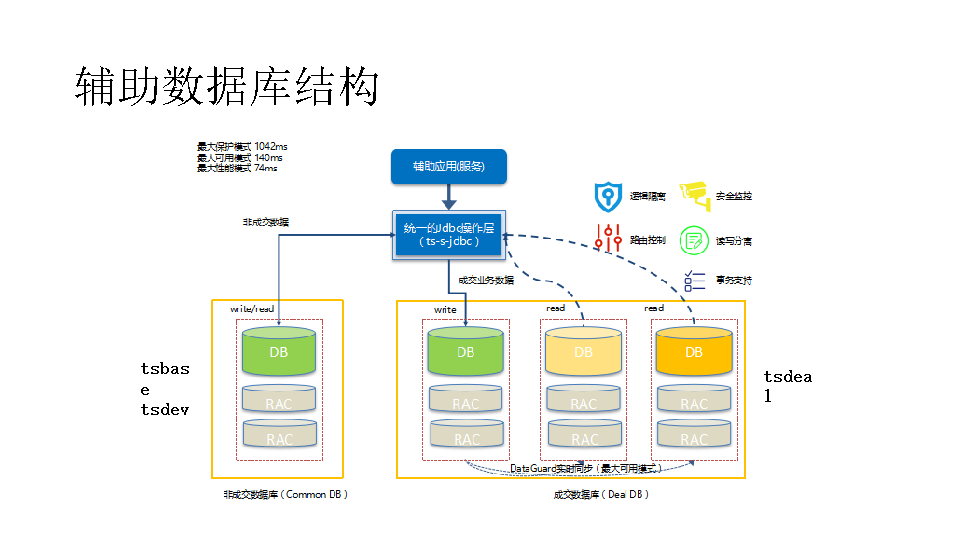 辅助数据库结构
最大保护模式 1042ms
最大可用模式 140ms
最大性能模式 74ms
辅助应用(服务)
逻辑隔离
安全监控
非成交数据
统一的Jdbc操作层
（ts-s-jdbc）
路由控制
读写分离
成交业务数据
事务支持
write/read
write
read
read
DB
DB
DB
DB
tsbas
e
tsdev
tsdea
l
RAC
RAC
RAC
RAC
RAC
RAC
RAC
RAC
DataGuard实时同步（最大可用模式）
非成交数据库（Common DB）
成交数据库（Deal DB）